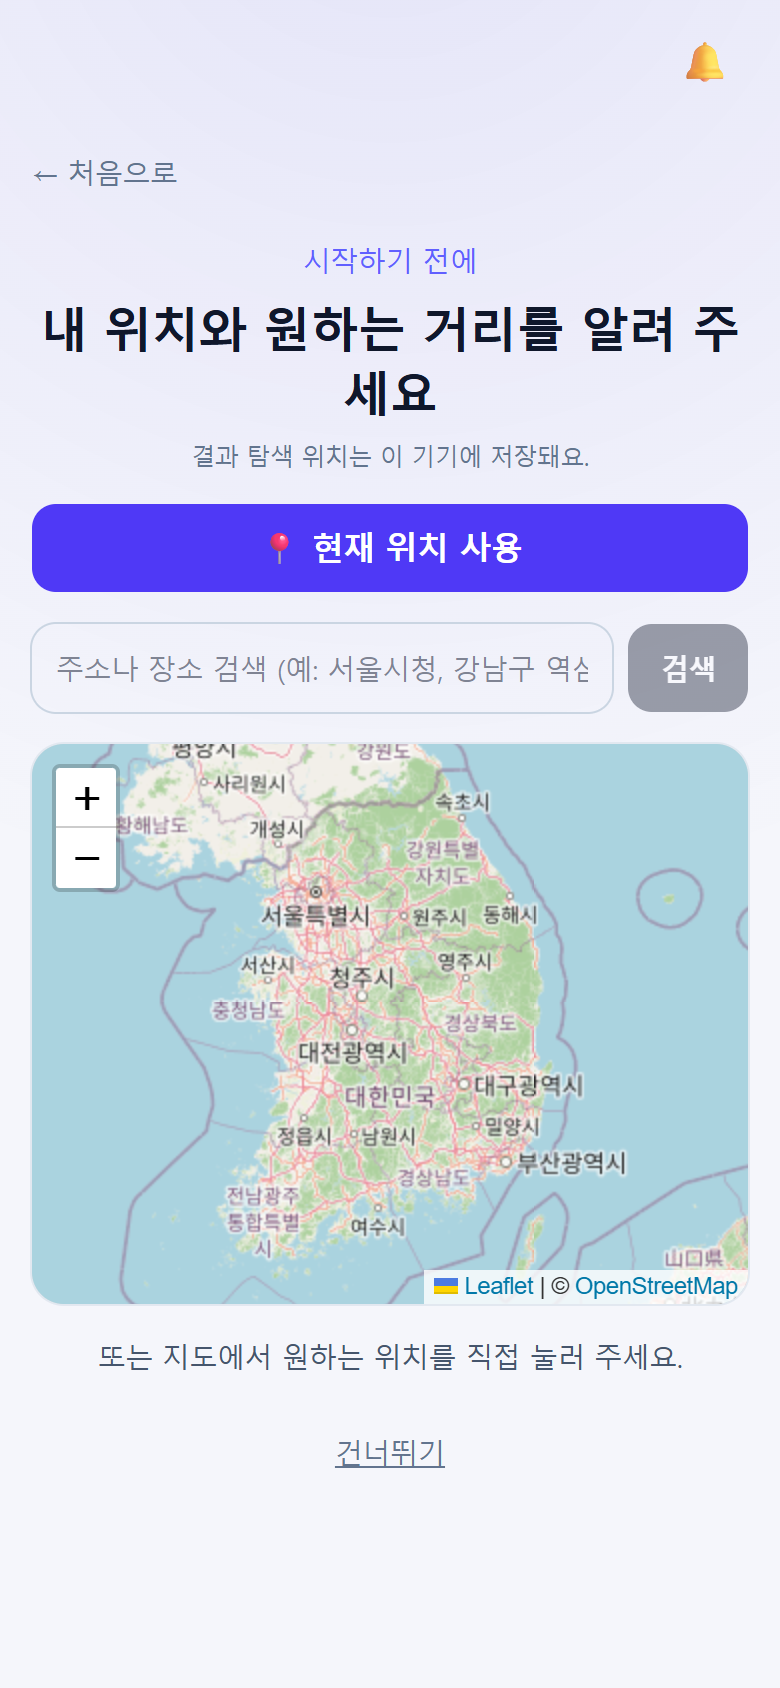 ← 처음으로
시작하기 전에
내 위치와 원하는 거리를 알려 주
세요
결과 탐색 위치는 이 기기에 저장돼요.
현재 위치 사용
주소나 장소 검색 (예: 서울시청, 강남구 역
검색
+
−
평양시
강원도
사리원시
속초시
황해남도
개성시
강원특별
자치도
서울특별시
원주시
동해시
서산시
영주시
청주시
충청남도
경상북도
대전광역시
대구광역시
대한민국
정읍시
남원시
밀양시
부산광역시
경상남도
전남광주
통합특별
시
여수시
山口県
Leaflet | © OpenStreetMap
또는 지도에서 원하는 위치를 직접 눌러 주세요.
건너뛰기